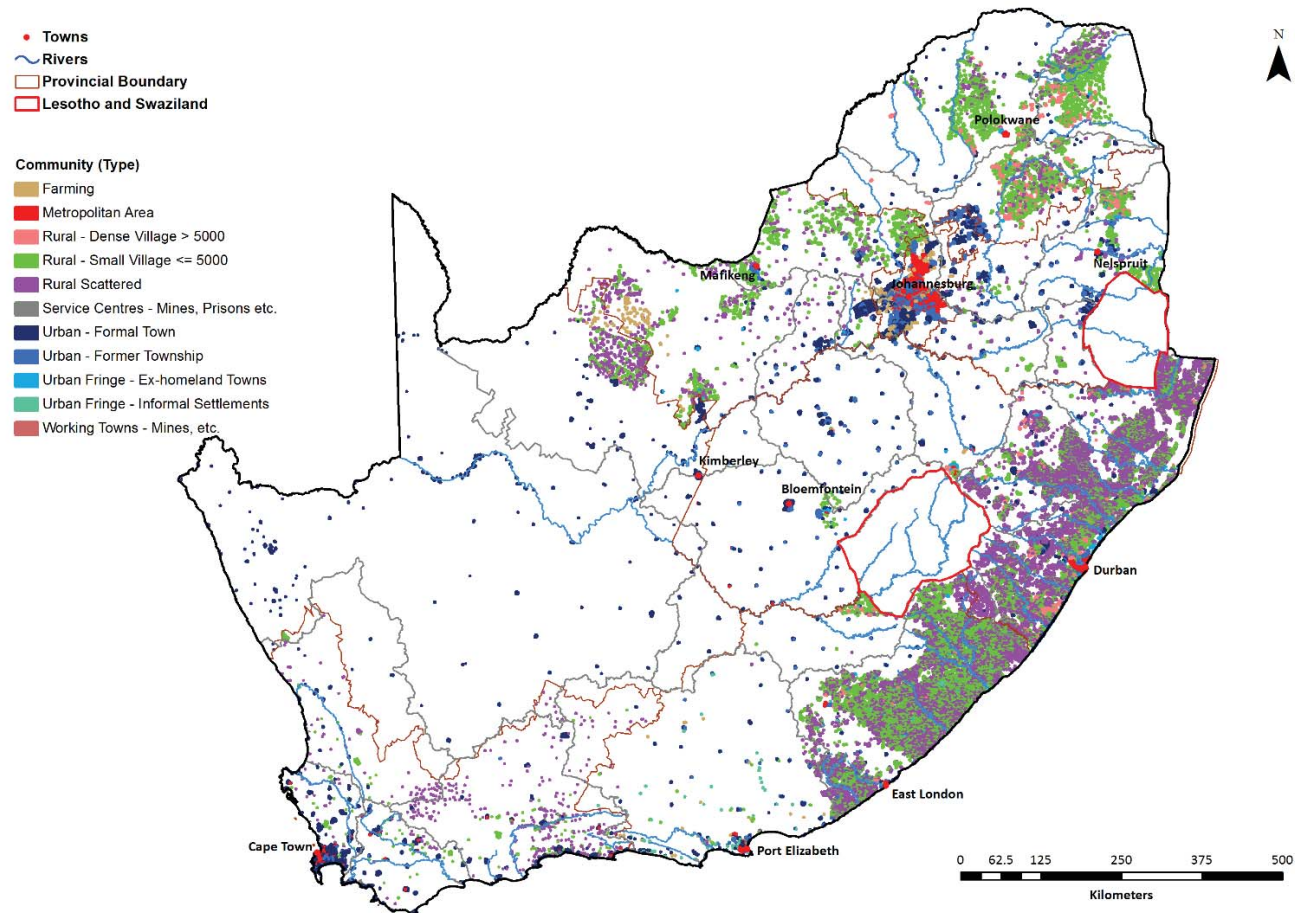 Towns
Rivers
Provincial Boundary
Lesotho and Swaziland
Community (Type)
Farming
Metropolitan Area
Rural - Dense Village > 5000
Rural - Small Village <= 5000
Rural Scattered
Service Centres - Mines, Prisons etc.
Urban - Formal Town
Urban - Former Township
Urban Fringe - Ex-homeland Towns
Urban Fringe - Informal Settlements
Working Towns - Mines, etc.
N
Polokwane
Nelspruit
Mafikeng
Johannesburg
Kimberley
Bloemfontein
Durban
East London
Cape Town
Port Elizabeth
0 62.5 125 250 375 500
Kilometers